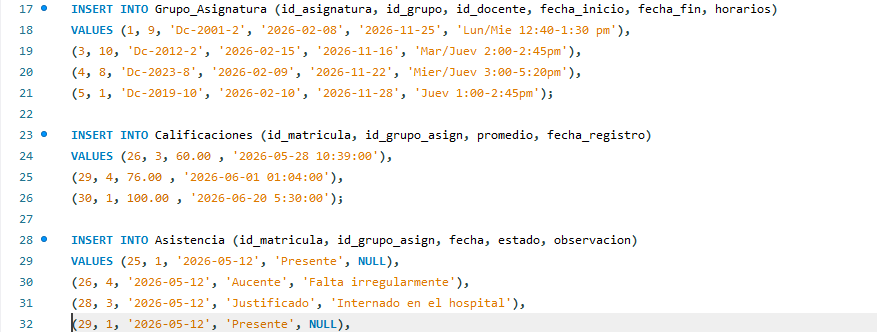 17 INSERT INTO Grupo_Asignatura (id_asignatura, id_grupo, id_docente, fecha_inicio, fecha_fin, horarios)
18 VALUES (1, 9, 'Dc-2001-2', '2026-02-08', '2026-11-25', 'Lun/Mie 12:40-1:30 pm'),
19 (3, 10, 'Dc-2012-2', '2026-02-15', '2026-11-16', 'Mar/Juev 2:00-2:45pm'),
20 (4, 8, 'Dc-2023-8', '2026-02-09', '2026-11-22', 'Mier/Juev 3:00-5:20pm'),
21 (5, 1, 'Dc-2019-10', '2026-02-10', '2026-11-28', 'Juev 1:00-2:45pm');
22
23 INSERT INTO Calificaciones (id_matricula, id_grupo_asign, promedio, fecha_registro)
24 VALUES (26, 3, 60.00 , '2026-05-28 10:39:00'),
25 (29, 4, 76.00 , '2026-06-01 01:04:00'),
26 (30, 1, 100.00 , '2026-06-20 5:30:00');
27
28 INSERT INTO Asistencia (id_matricula, id_grupo_asign, fecha, estado, observacion)
29 VALUES (25, 1, '2026-05-12', 'Presente', NULL),
30 (26, 4, '2026-05-12', 'Aucente', 'Falta irregularmente'),
31 (28, 3, '2026-05-12', 'Justificado', 'Internado en el hospital'),
32 (29, 1, '2026-05-12', 'Presente', NULL),